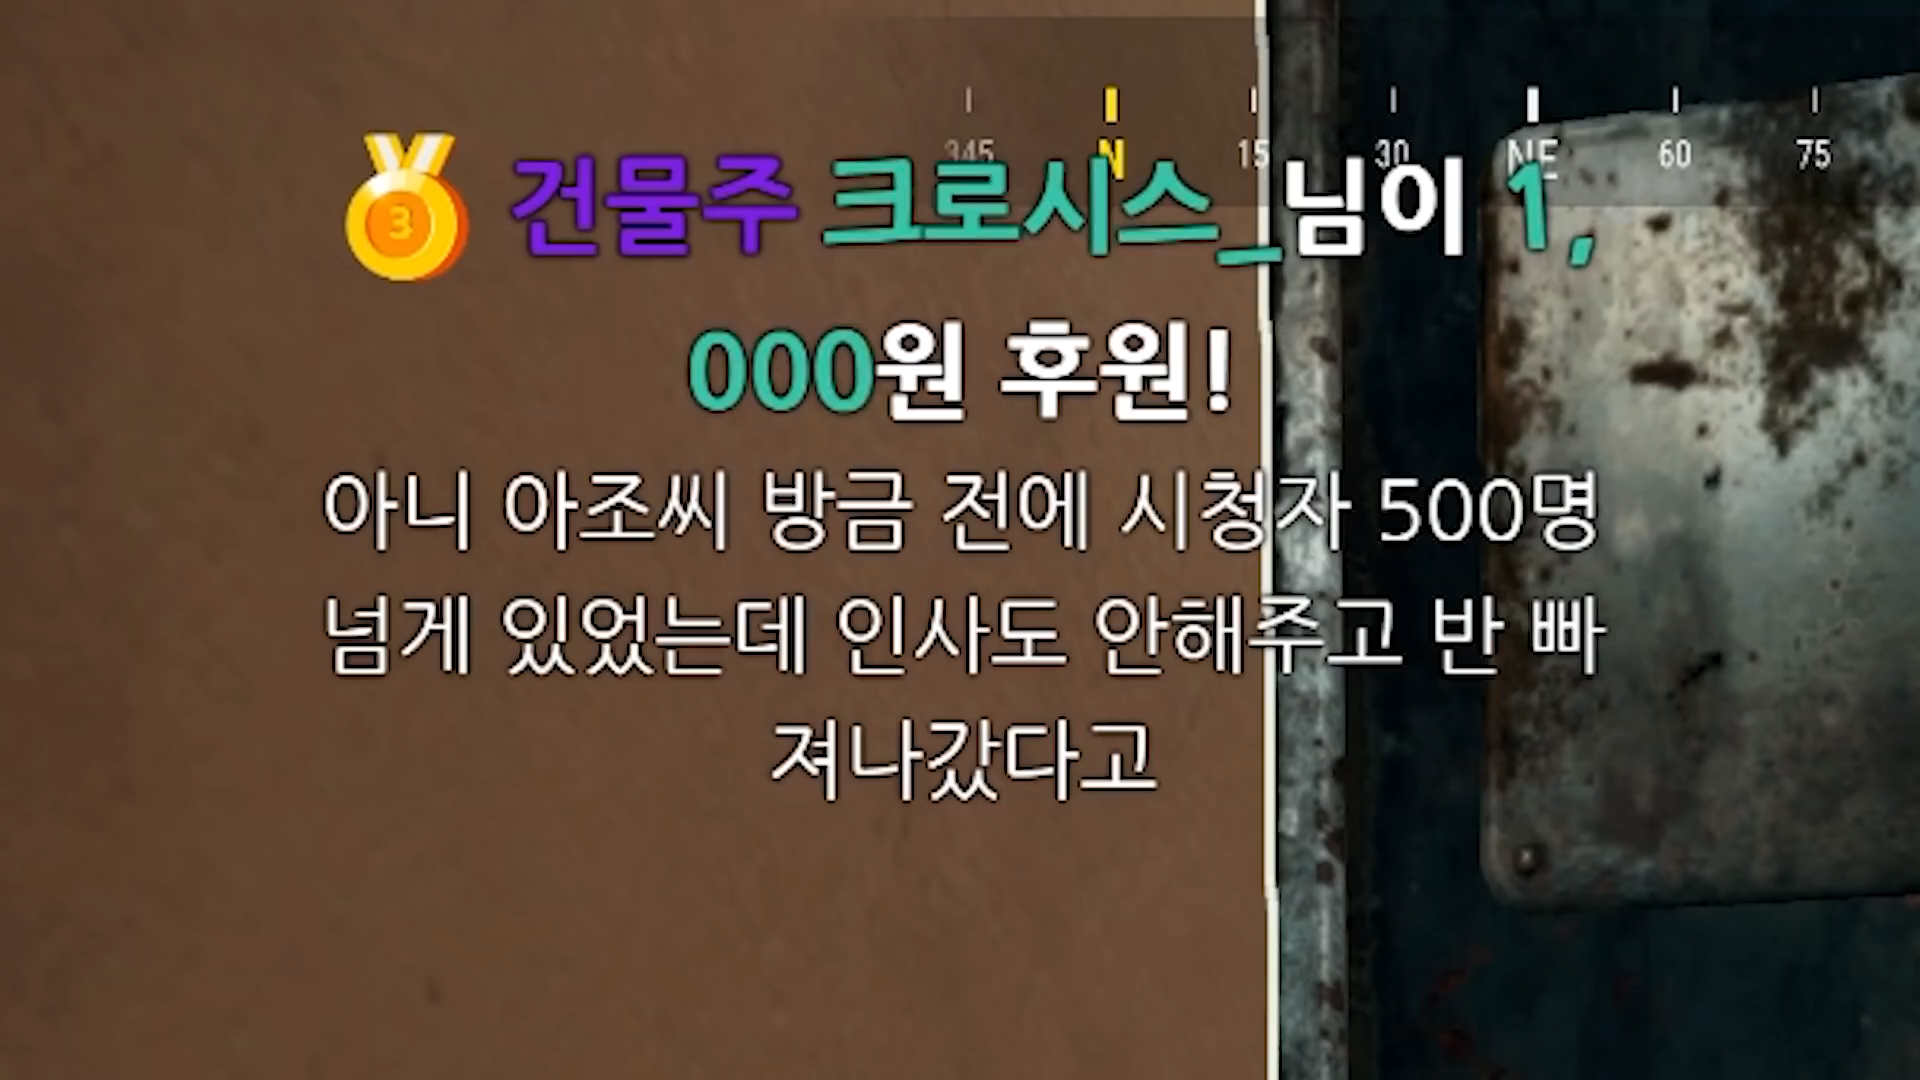 345 N 15 30 NE 60 75
3 건물주 크로시스_님이 1,
000원 후원!
아니 아조씨 방금 전에 시청자 500명
넘게 있었는데 인사도 안해주고 반 빠
져나갔다고